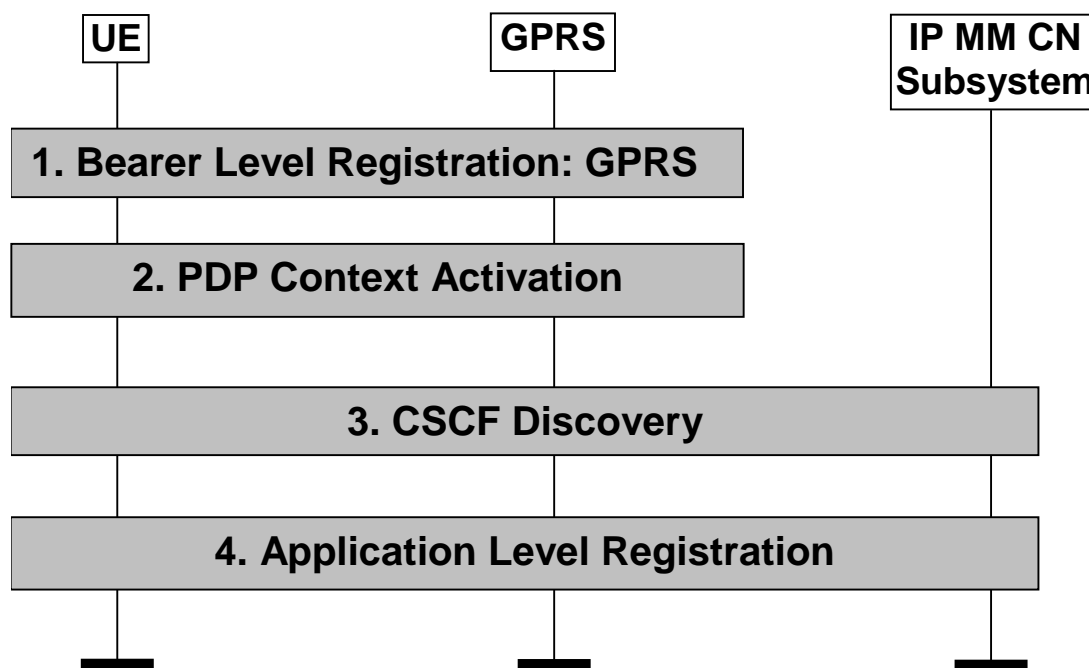 UE
GPRS
IP MM CN
Subsystem
1. Bearer Level Registration: GPRS
2. PDP Context Activation
3. CSCF Discovery
4. Application Level Registration